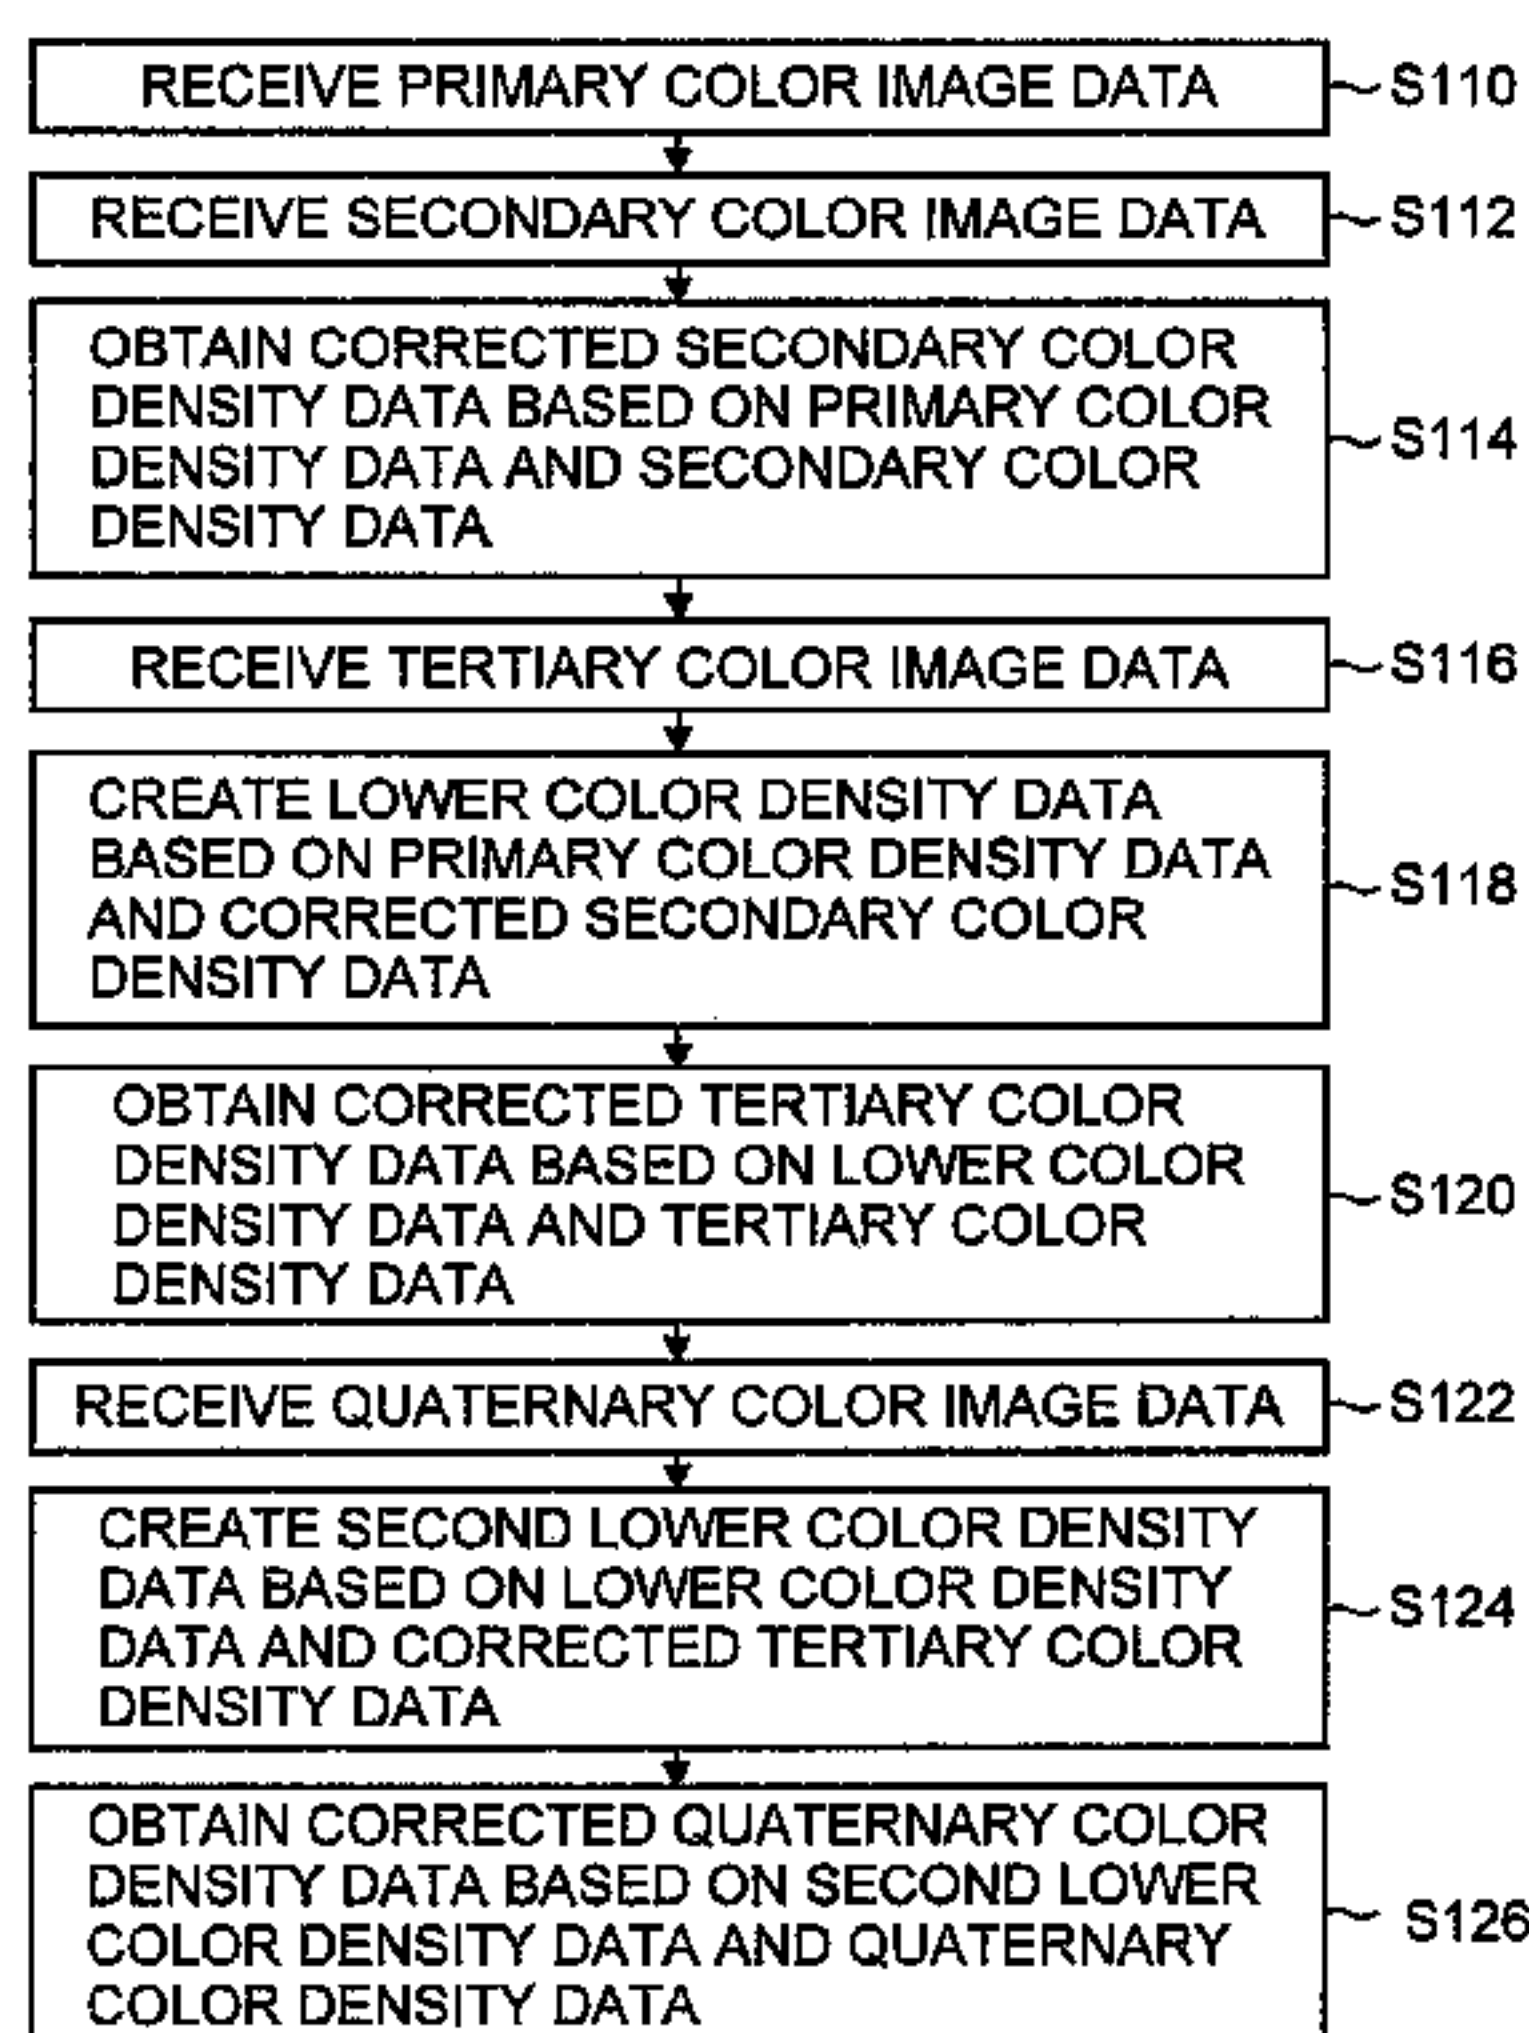 RECEIVE PRIMARY COLOR IMAGE DATA
S110
RECEIVE SECONDARY COLOR IMAGE DATA
S112
OBTAIN CORRECTED SECONDARY COLOR
DENSITY DATA BASED ON PRIMARY COLOR
DENSITY DATA AND SECONDARY COLOR
DENSITY DATA
S114
RECEIVE TERTIARY COLOR IMAGE DATA
S116
CREATE LOWER COLOR DENSITY DATA
BASED ON PRIMARY COLOR DENSITY DATA
AND CORRECTED SECONDARY COLOR
DENSITY DATA
S118
OBTAIN CORRECTED TERTIARY COLOR
DENSITY DATA BASED ON LOWER COLOR
DENSITY DATA AND TERTIARY COLOR
DENSITY DATA
S120
RECEIVE QUATERNARY COLOR IMAGE DATA
S122
CREATE SECOND LOWER COLOR DENSITY
DATA BASED ON LOWER COLOR DENSITY
DATA AND CORRECTED TERTIARY COLOR
DENSITY DATA
S124
OBTAIN CORRECTED QUATERNARY COLOR
DENSITY DATA BASED ON SECOND LOWER
COLOR DENSITY DATA AND QUATERNARY
COLOR DENSITY DATA
S126